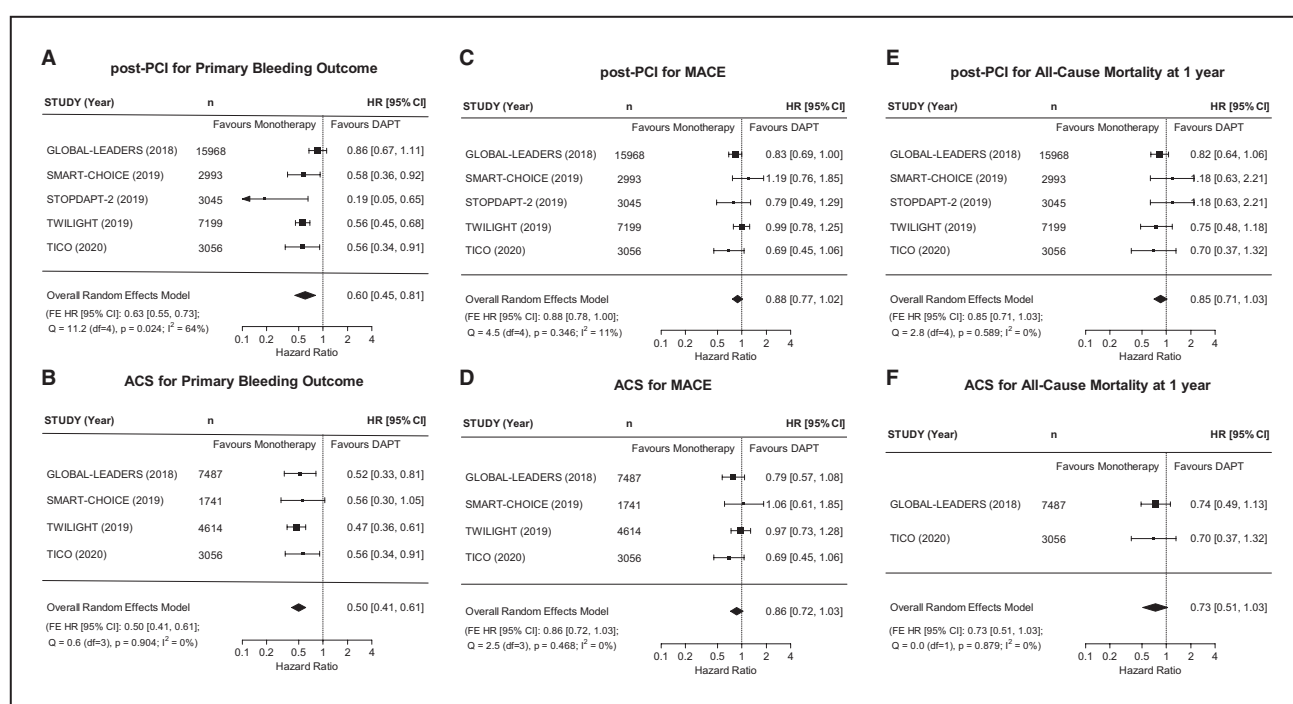 A
post-PCI for Primary Bleeding Outcome
STUDY (Year) n HR [95% CI]
Favours Monotherapy Favours DAPT
GLOBAL-LEADERS (2018) 15968 0.86 [0.67, 1.11]
SMART-CHOICE (2019) 2993 0.58 [0.36, 0.92]
STOPDAPT-2 (2019) 3045 0.19 [0.05, 0.65]
TWILIGHT (2019) 7199 0.56 [0.45, 0.68]
TICO (2020) 3056 0.56 [0.34, 0.91]
Overall Random Effects Model 0.60 [0.45, 0.81]
(FE HR [95% CI]: 0.63 [0.55, 0.73];
Q = 11.2 (df=4), p = 0.024; I² = 64%)
0.1 0.2 0.5 1 2 4
Hazard Ratio
B
ACS for Primary Bleeding Outcome
STUDY (Year) n HR [95% CI]
Favours Monotherapy Favours DAPT
GLOBAL-LEADERS (2018) 7487 0.52 [0.33, 0.81]
SMART-CHOICE (2019) 1741 0.56 [0.30, 1.05]
TWILIGHT (2019) 4614 0.47 [0.36, 0.61]
TICO (2020) 3056 0.56 [0.34, 0.91]
Overall Random Effects Model 0.50 [0.41, 0.61]
(FE HR [95% CI]: 0.50 [0.41, 0.61];
Q = 0.6 (df=3), p = 0.904; I² = 0%)
0.1 0.2 0.5 1 2 4
Hazard Ratio
C
post-PCI for MACE
STUDY (Year) n HR [95% CI]
Favours Monotherapy Favours DAPT
GLOBAL-LEADERS (2018) 15968 0.83 [0.69, 1.00]
SMART-CHOICE (2019) 2993 1.19 [0.76, 1.85]
STOPDAPT-2 (2019) 3045 0.79 [0.49, 1.29]
TWILIGHT (2019) 7199 0.99 [0.78, 1.25]
TICO (2020) 3056 0.69 [0.45, 1.06]
Overall Random Effects Model 0.88 [0.77, 1.02]
(FE HR [95% CI]: 0.88 [0.78, 1.00];
Q = 4.5 (df=4), p = 0.346; I² = 11%)
0.1 0.2 0.5 1 2 4
Hazard Ratio
D
ACS for MACE
STUDY (Year) n HR [95% CI]
Favours Monotherapy Favours DAPT
GLOBAL-LEADERS (2018) 7487 0.79 [0.57, 1.08]
SMART-CHOICE (2019) 1741 1.06 [0.61, 1.85]
TWILIGHT (2019) 4614 0.97 [0.73, 1.28]
TICO (2020) 3056 0.69 [0.45, 1.06]
Overall Random Effects Model 0.86 [0.72, 1.03]
(FE HR [95% CI]: 0.86 [0.72, 1.03];
Q = 2.5 (df=3), p = 0.468; I² = 0%)
0.1 0.2 0.5 1 2 4
Hazard Ratio
E
post-PCI for All-Cause Mortality at 1 year
STUDY (Year) n HR [95% CI]
Favours Monotherapy Favours DAPT
GLOBAL-LEADERS (2018) 15968 0.82 [0.64, 1.06]
SMART-CHOICE (2019) 2993 1.18 [0.63, 2.21]
STOPDAPT-2 (2019) 3045 1.18 [0.63, 2.21]
TWILIGHT (2019) 7199 0.75 [0.48, 1.18]
TICO (2020) 3056 0.70 [0.37, 1.32]
Overall Random Effects Model 0.85 [0.71, 1.03]
(FE HR [95% CI]: 0.85 [0.71, 1.03];
Q = 2.8 (df=4), p = 0.589; I² = 0%)
0.1 0.2 0.5 1 2 4
Hazard Ratio
F
ACS for All-Cause Mortality at 1 year
STUDY (Year) n HR [95% CI]
Favours Monotherapy Favours DAPT
GLOBAL-LEADERS (2018) 7487 0.74 [0.49, 1.13]
TICO (2020) 3056 0.70 [0.37, 1.32]
Overall Random Effects Model 0.73 [0.51, 1.03]
(FE HR [95% CI]: 0.73 [0.51, 1.03];
Q = 0.0 (df=1), p = 0.879; I² = 0%)
0.1 0.2 0.5 1 2 4
Hazard Ratio